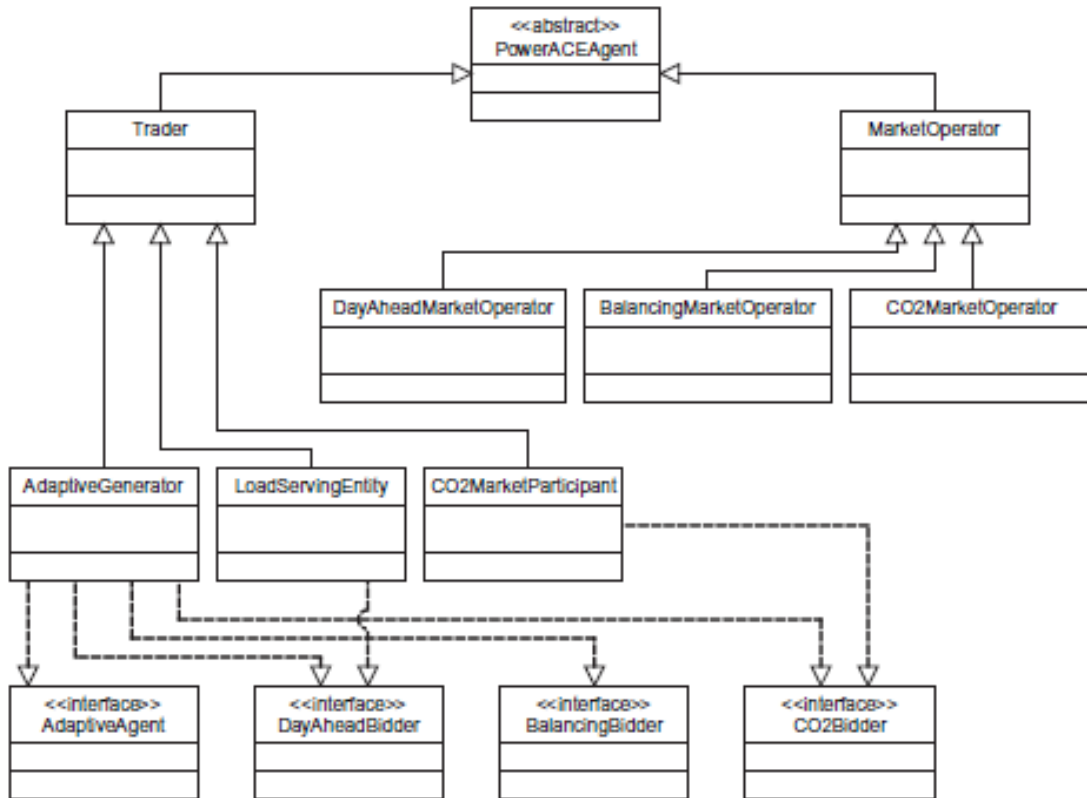 <<abstract>>
PowerACEAgent
Trader
MarketOperator
DayAheadMarketOperator
BalancingMarketOperator
CO2MarketOperator
AdaptiveGenerator
LoadServingEntity
CO2MarketParticipant
<<interface>>
AdaptiveAgent
<<interface>>
DayAheadBidder
<<interface>>
BalancingBidder
<<interface>>
CO2Bidder